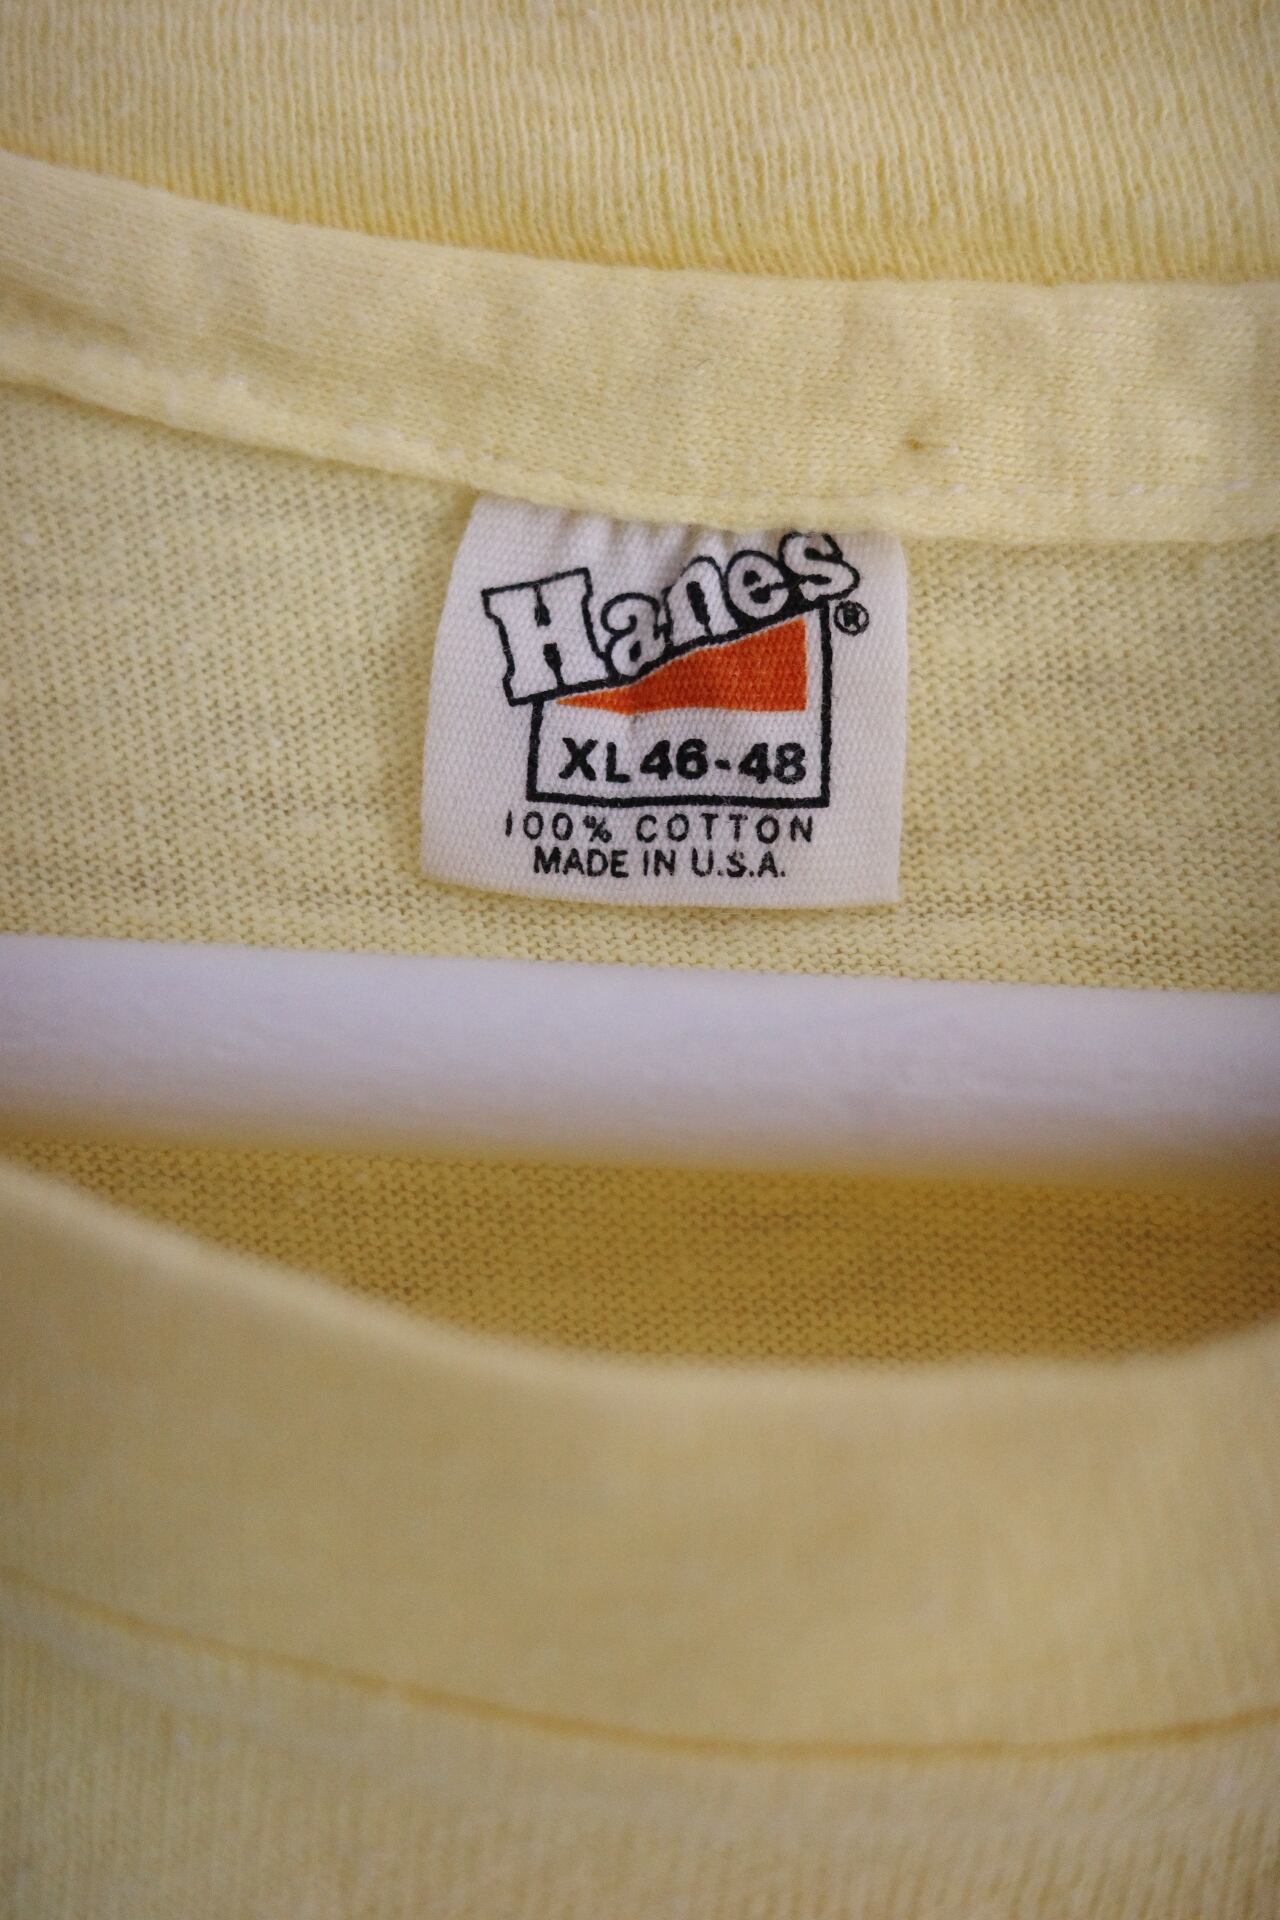 Hanes®
XL 46-48
100% COTTON
MADE IN U.S.A.